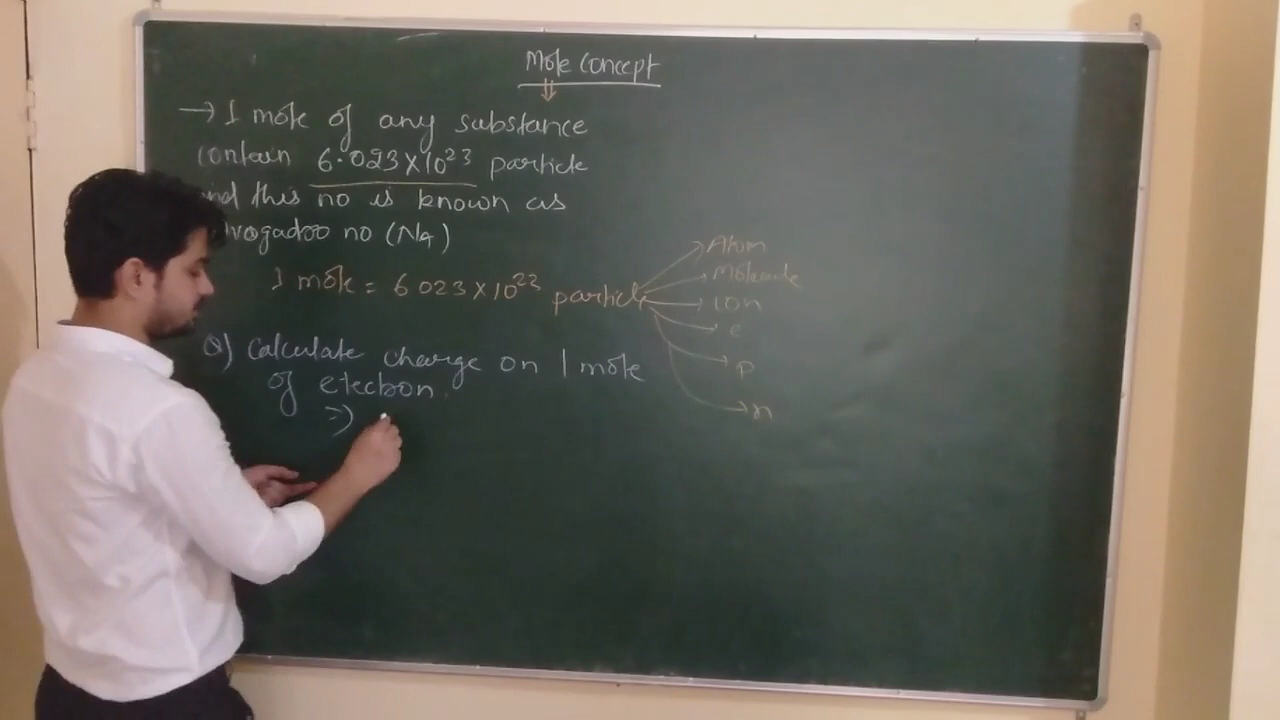 Mole Concept
→ 1 mole of any substance
contain 6.023×10²³ particle
and this no is known as
Avogadoo no (NA)
1 mole = 6 023×10²³ particle
Atom
Molecule
ion
e
p
n
Q) Calculate charge on 1 mole
of electron.
⇒)